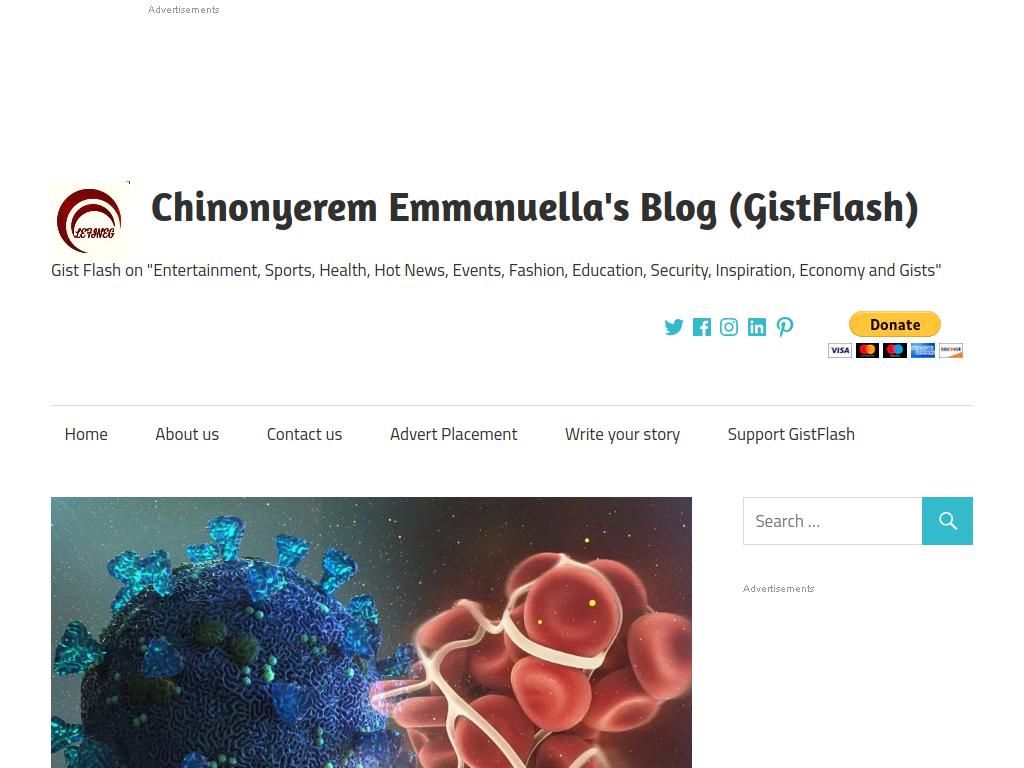 Advertisements
Chinonyerem Emmanuella's Blog (GistFlash)
Gist Flash on "Entertainment, Sports, Health, Hot News, Events, Fashion, Education, Security, Inspiration, Economy and Gists"
Donate
VISA
DISCOVER
Home About us Contact us Advert Placement Write your story Support GistFlash
Search ...
Advertisements